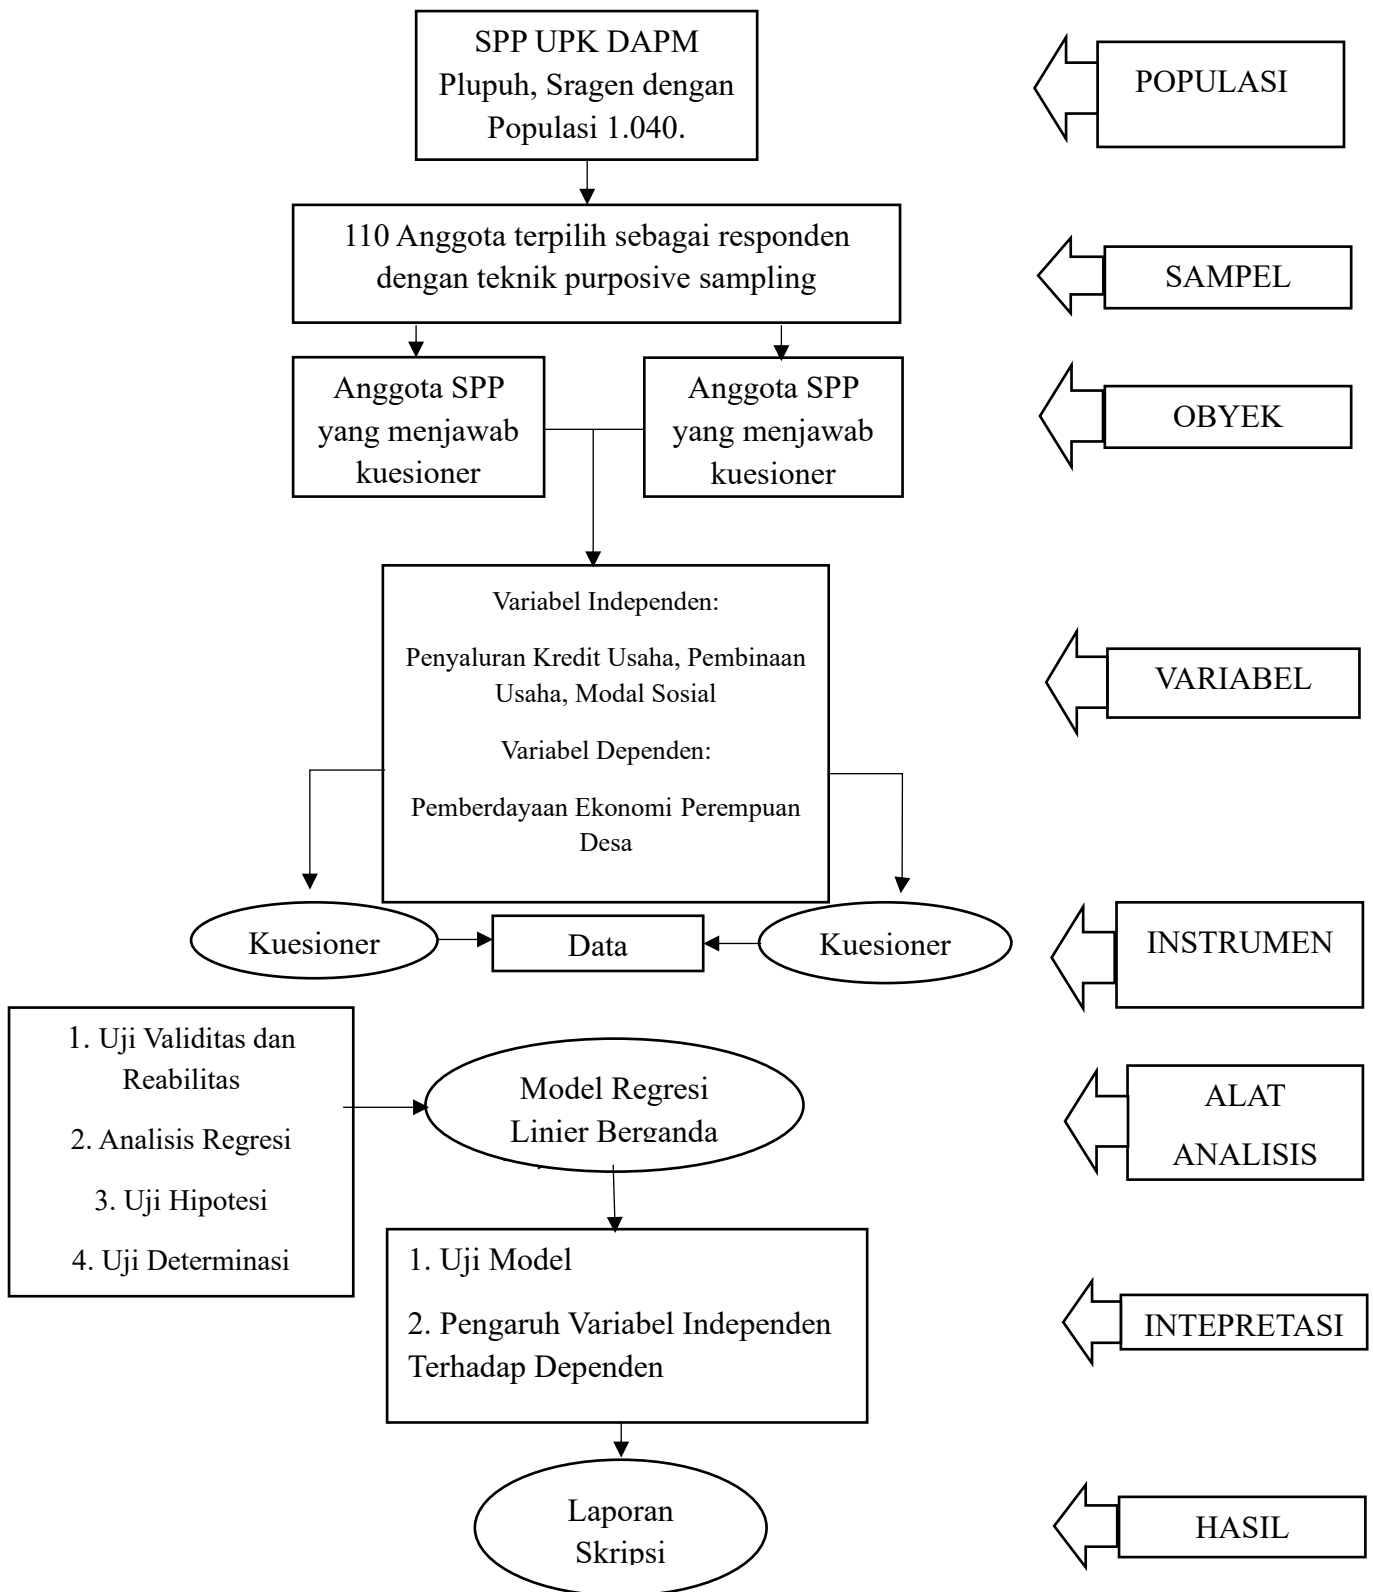 SPP UPK DAPM
Plupuh, Sragen dengan
Populasi 1.040.
POPULASI
110 Anggota terpilih sebagai responden
dengan teknik purposive sampling
SAMPEL
Anggota SPP
yang menjawab
kuesioner
Anggota SPP
yang menjawab
kuesioner
OBYEK
Variabel Independen:
Penyaluran Kredit Usaha, Pembinaan
Usaha, Modal Sosial
Variabel Dependen:
Pemberdayaan Ekonomi Perempuan
Desa
VARIABEL
Kuesioner
Data
Kuesioner
INSTRUMEN
1. Uji Validitas dan
Reabilitas
2. Analisis Regresi
3. Uji Hipotesi
4. Uji Determinasi
Model Regresi
Linier Berganda
ALAT
ANALISIS
1. Uji Model
2. Pengaruh Variabel Independen
Terhadap Dependen
INTEPRETASI
Laporan
Skripsi
HASIL